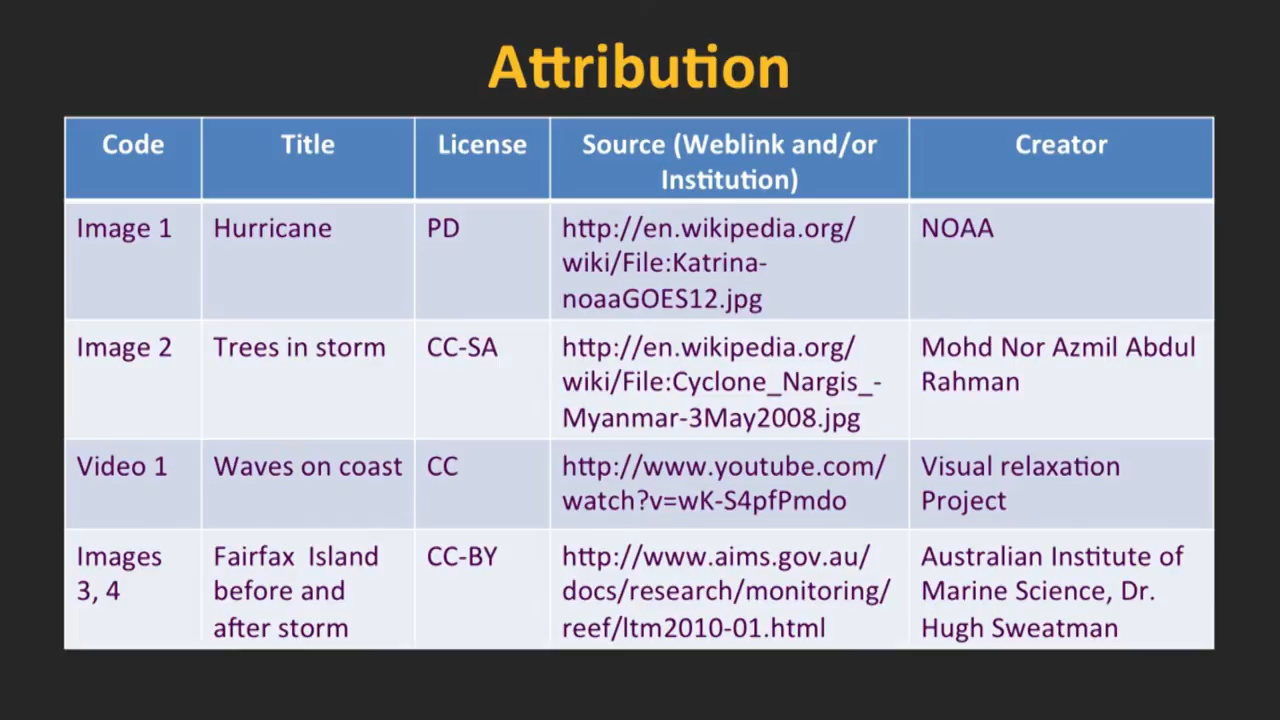 Attribution
Code Title License Source (Weblink and/or
Institution) Creator
Image 1 Hurricane PD http://en.wikipedia.org/
wiki/File:Katrina-
noaaGOES12.jpg NOAA
Image 2 Trees in storm CC-SA http://en.wikipedia.org/
wiki/File:Cyclone_Nargis_-
Myanmar-3May2008.jpg Mohd Nor Azmil Abdul
Rahman
Video 1 Waves on coast CC http://www.youtube.com/
watch?v=wK-S4pfPmdo Visual relaxation
Project
Images
3, 4 Fairfax Island
before and
after storm CC-BY http://www.aims.gov.au/
docs/research/monitoring/
reef/ltm2010-01.html Australian Institute of
Marine Science, Dr.
Hugh Sweatman